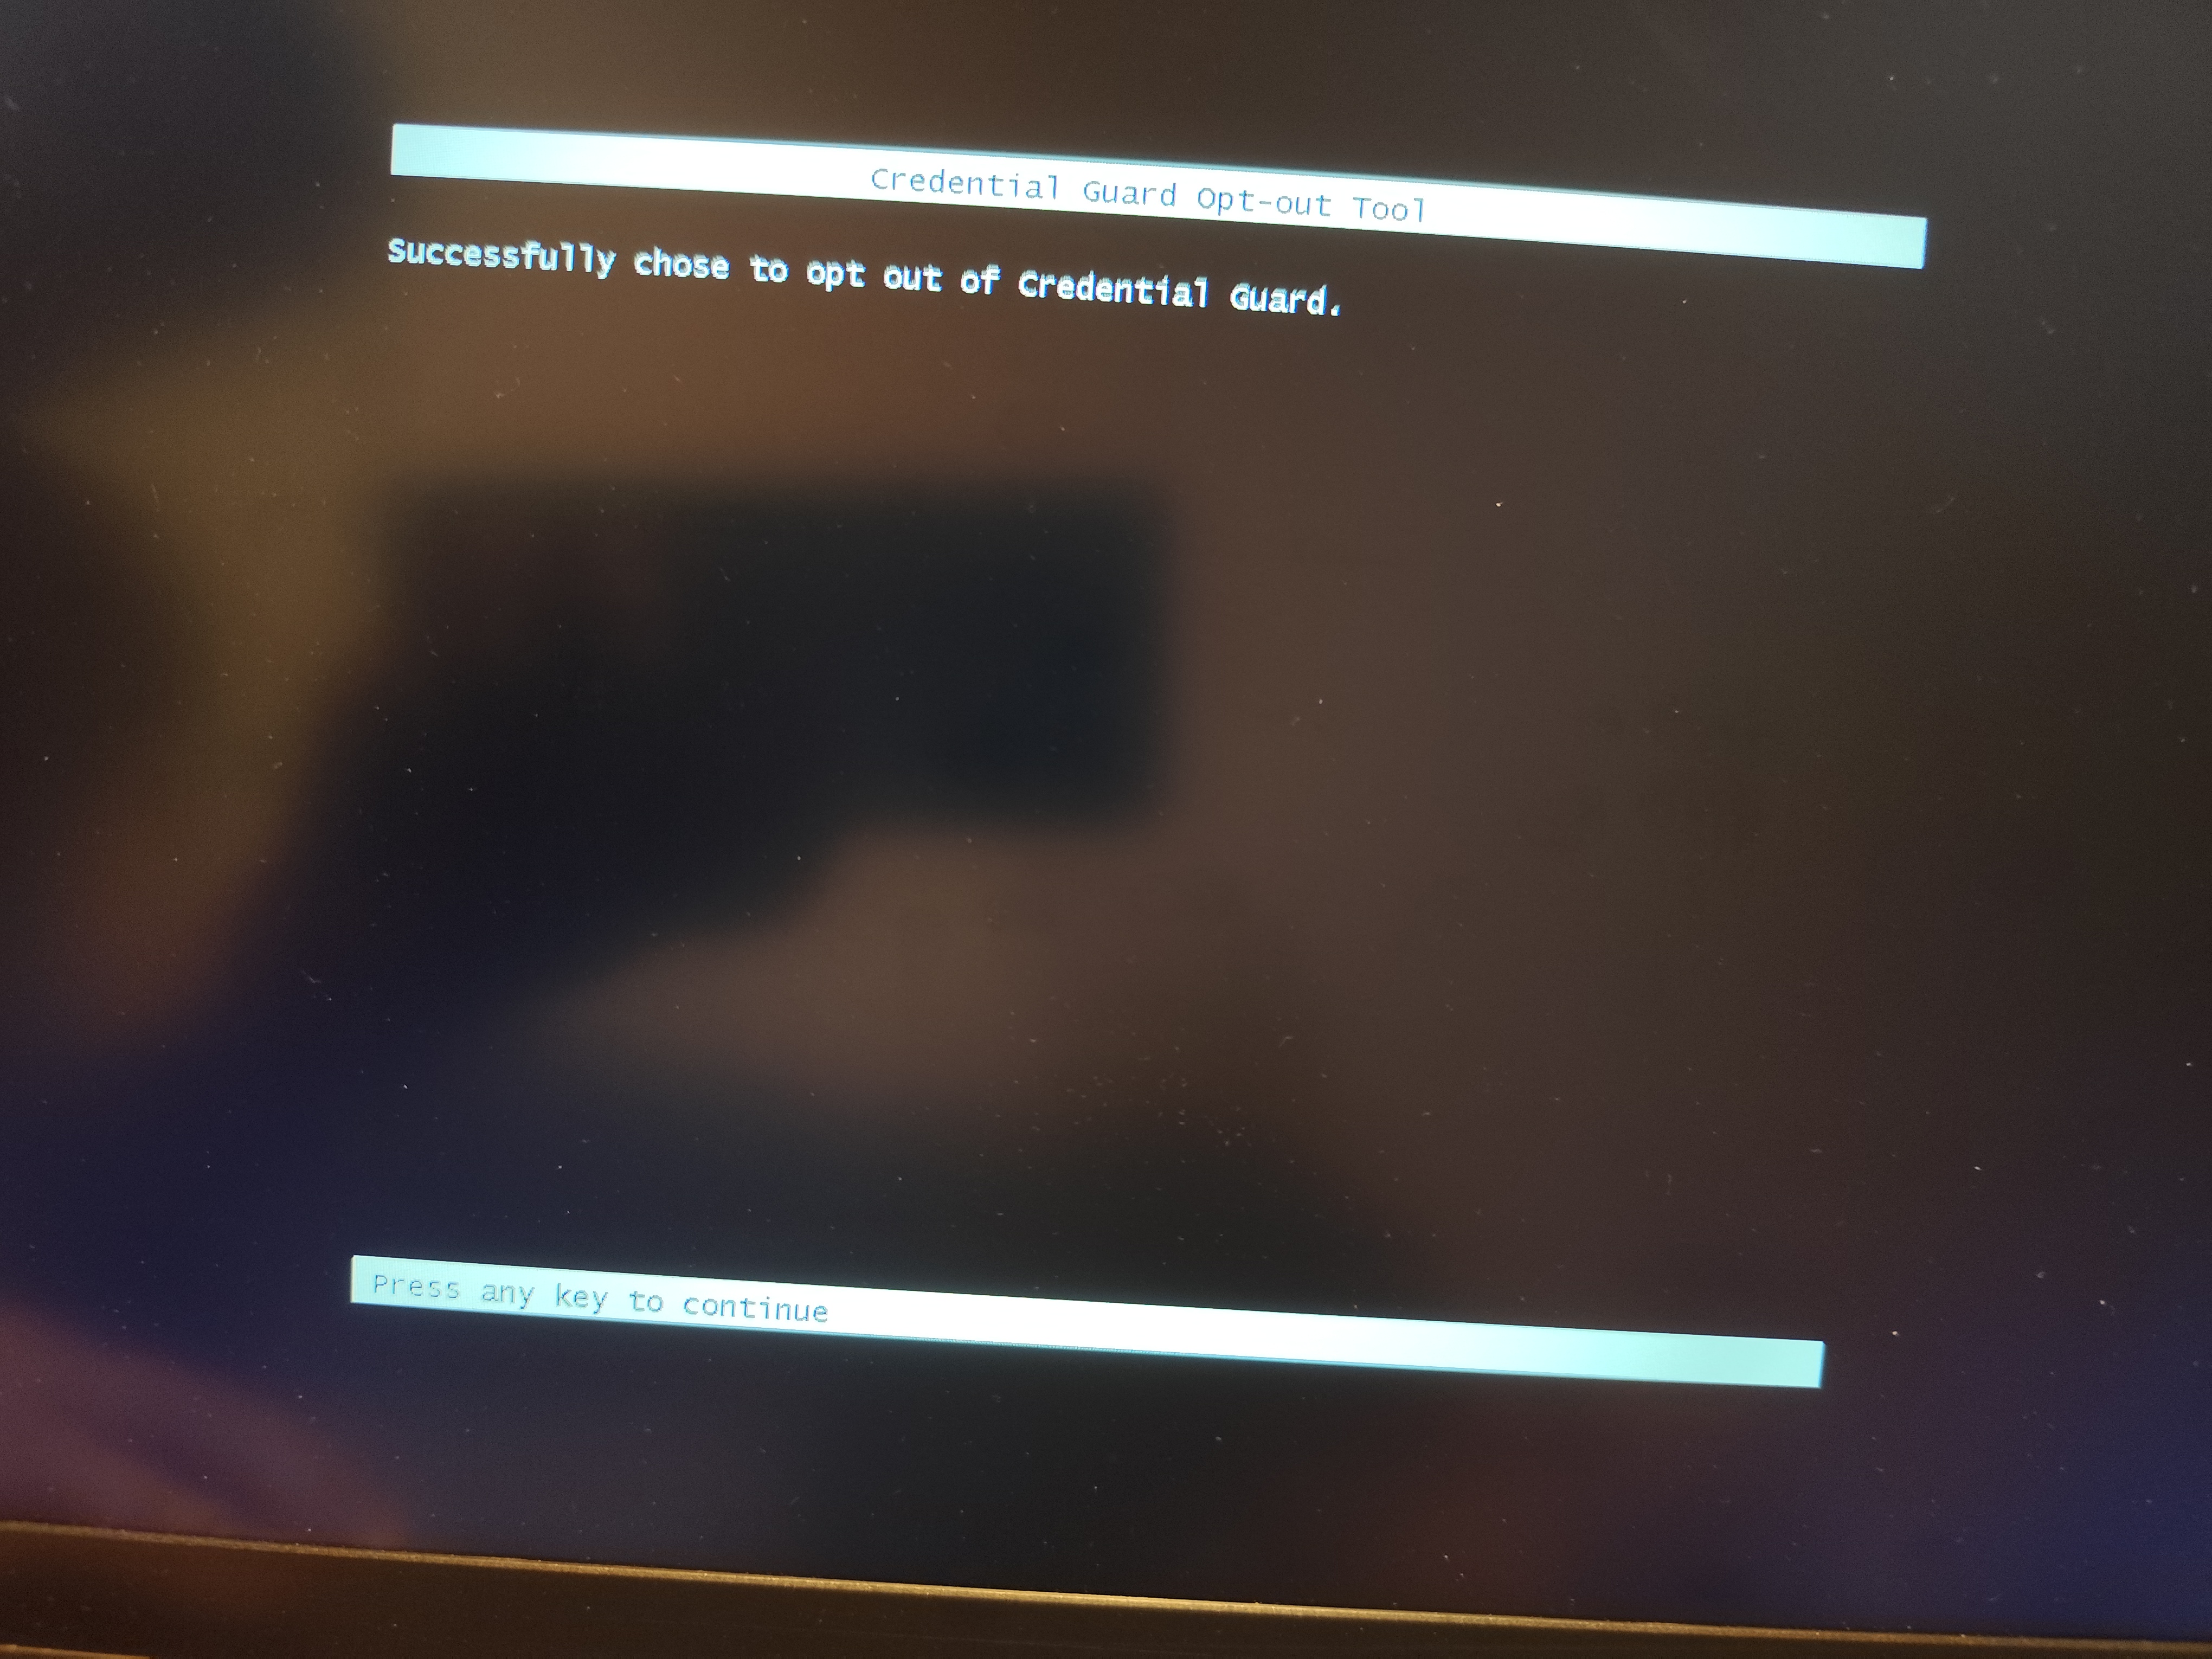 Credential Guard Opt-out Tool
Successfully chose to opt out of Credential Guard.
Press any key to continue